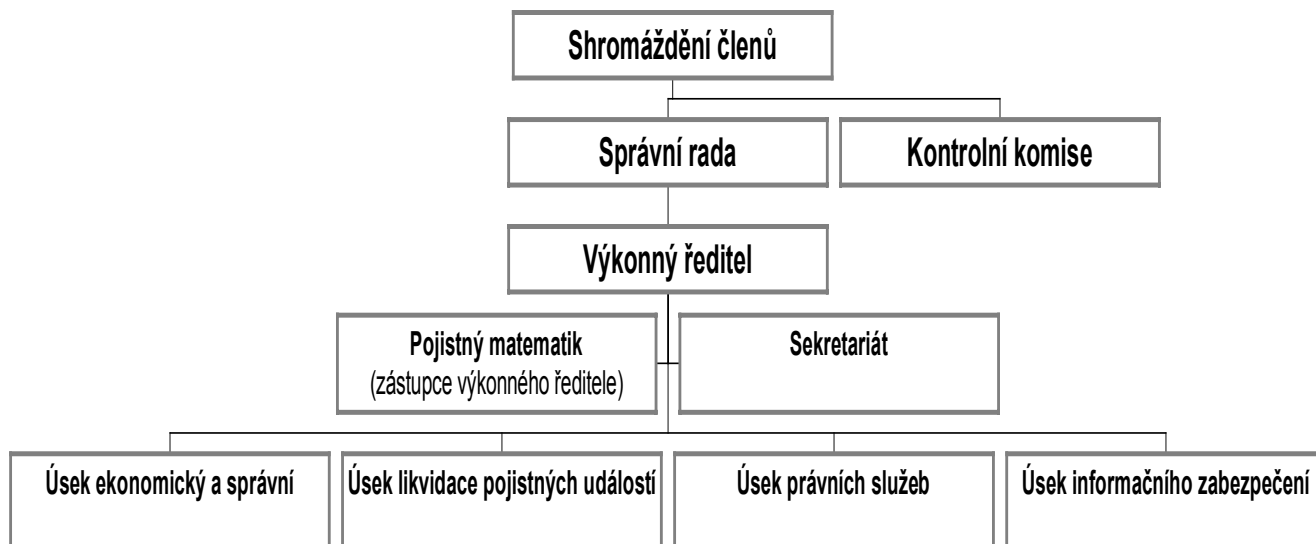 Shromáždění členů
Správní rada
Kontrolní komise
Výkonný ředitel
Pojistný matematik
(zástupce výkonného ředitele)
Sekretariát
Úsek ekonomický a správní
Úsek likvidace pojistných událostí
Úsek právních služeb
Úsek informačního zabezpečení